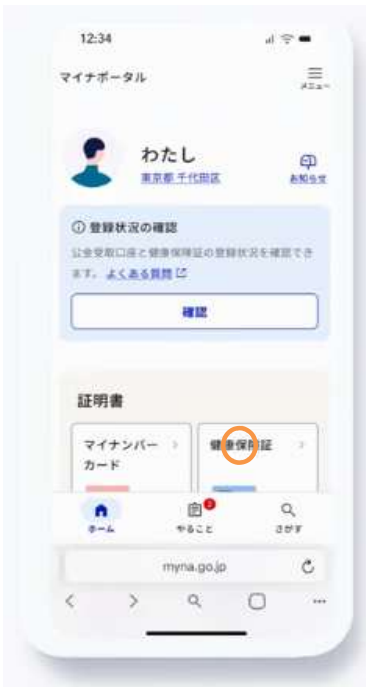 12:34
マイナポータル
メニュー
わたし
東京都 千代田区
お知らせ
登録状況の確認
公金受取口座と健康保険証の登録状況を確認でき
ます。 よくある質問
確認
証明書
マイナンバー
カード
健康保険証
2
ホーム
やること
さがす
myna.go.jp